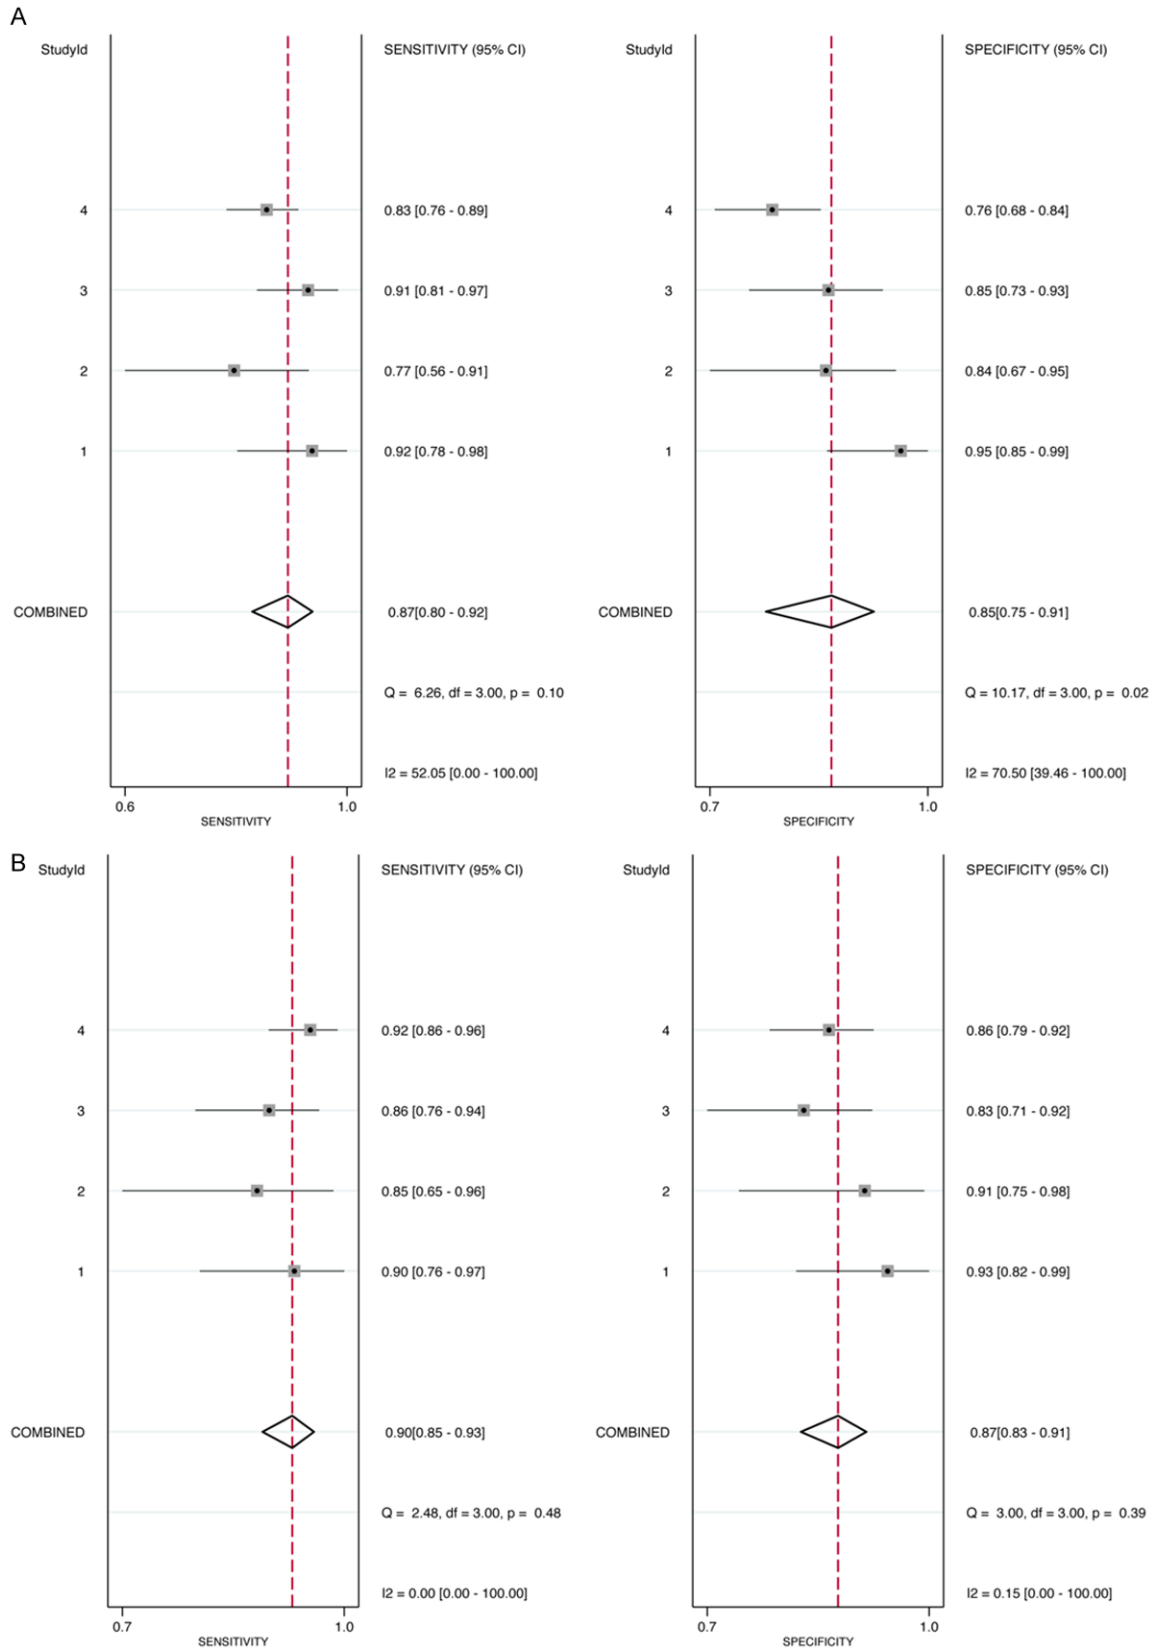 A
StudyId SENSITIVITY (95% CI) StudyId SPECIFICITY (95% CI)
4 0.83 [0.76 - 0.89] 4 0.76 [0.68 - 0.84]
3 0.91 [0.81 - 0.97] 3 0.85 [0.73 - 0.93]
2 0.77 [0.56 - 0.91] 2 0.84 [0.67 - 0.95]
1 0.92 [0.78 - 0.98] 1 0.95 [0.85 - 0.99]
COMBINED 0.87[0.80 - 0.92] COMBINED 0.85[0.75 - 0.91]
Q = 6.26, df = 3.00, p = 0.10 Q = 10.17, df = 3.00, p = 0.02
I2 = 52.05 [0.00 - 100.00] I2 = 70.50 [39.46 - 100.00]
0.6 1.0 0.7 1.0
SENSITIVITY SPECIFICITY
B
StudyId SENSITIVITY (95% CI) StudyId SPECIFICITY (95% CI)
4 0.92 [0.86 - 0.96] 4 0.86 [0.79 - 0.92]
3 0.86 [0.76 - 0.94] 3 0.83 [0.71 - 0.92]
2 0.85 [0.65 - 0.96] 2 0.91 [0.75 - 0.98]
1 0.90 [0.76 - 0.97] 1 0.93 [0.82 - 0.99]
COMBINED 0.90[0.85 - 0.93] COMBINED 0.87[0.83 - 0.91]
Q = 2.48, df = 3.00, p = 0.48 Q = 3.00, df = 3.00, p = 0.39
I2 = 0.00 [0.00 - 100.00] I2 = 0.15 [0.00 - 100.00]
0.7 1.0 0.7 1.0
SENSITIVITY SPECIFICITY